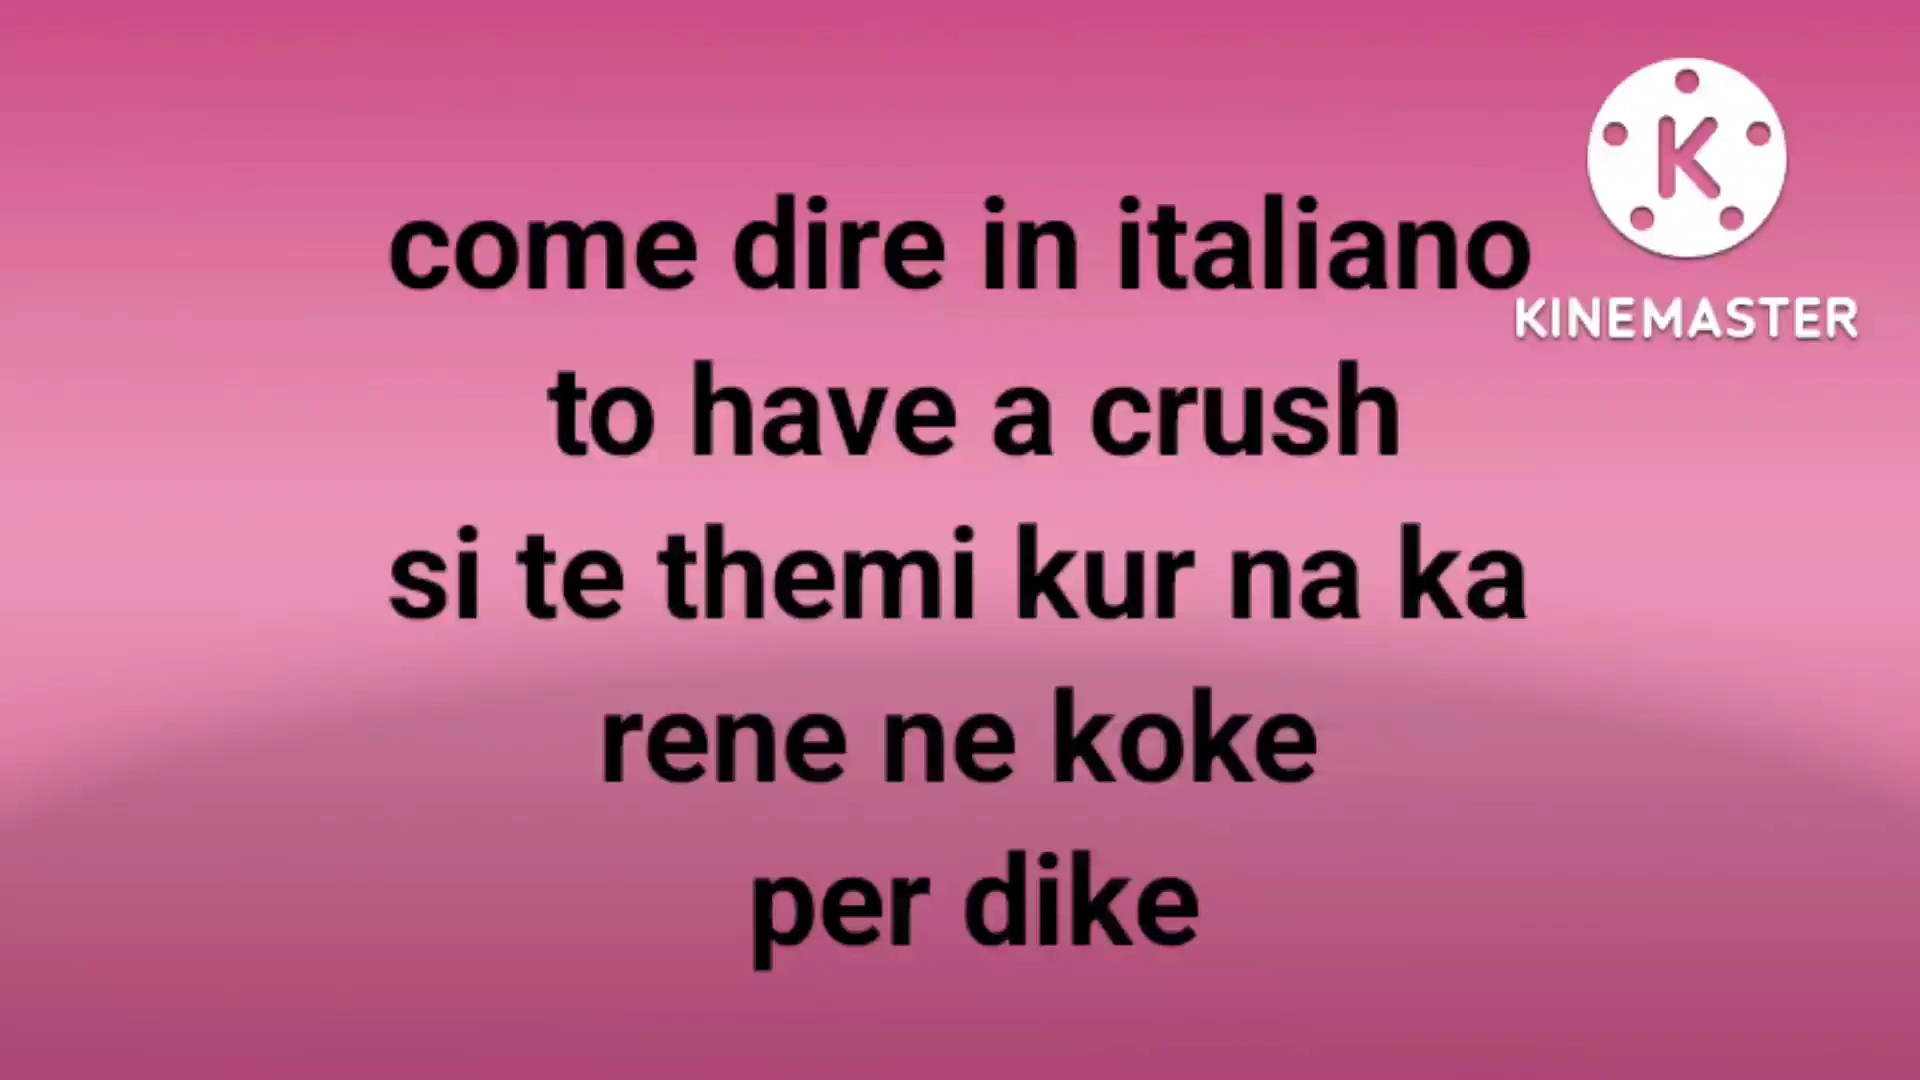 come dire in italiano
KINEMASTER
to have a crush
si te themi kur na ka
rene ne koke
per dike